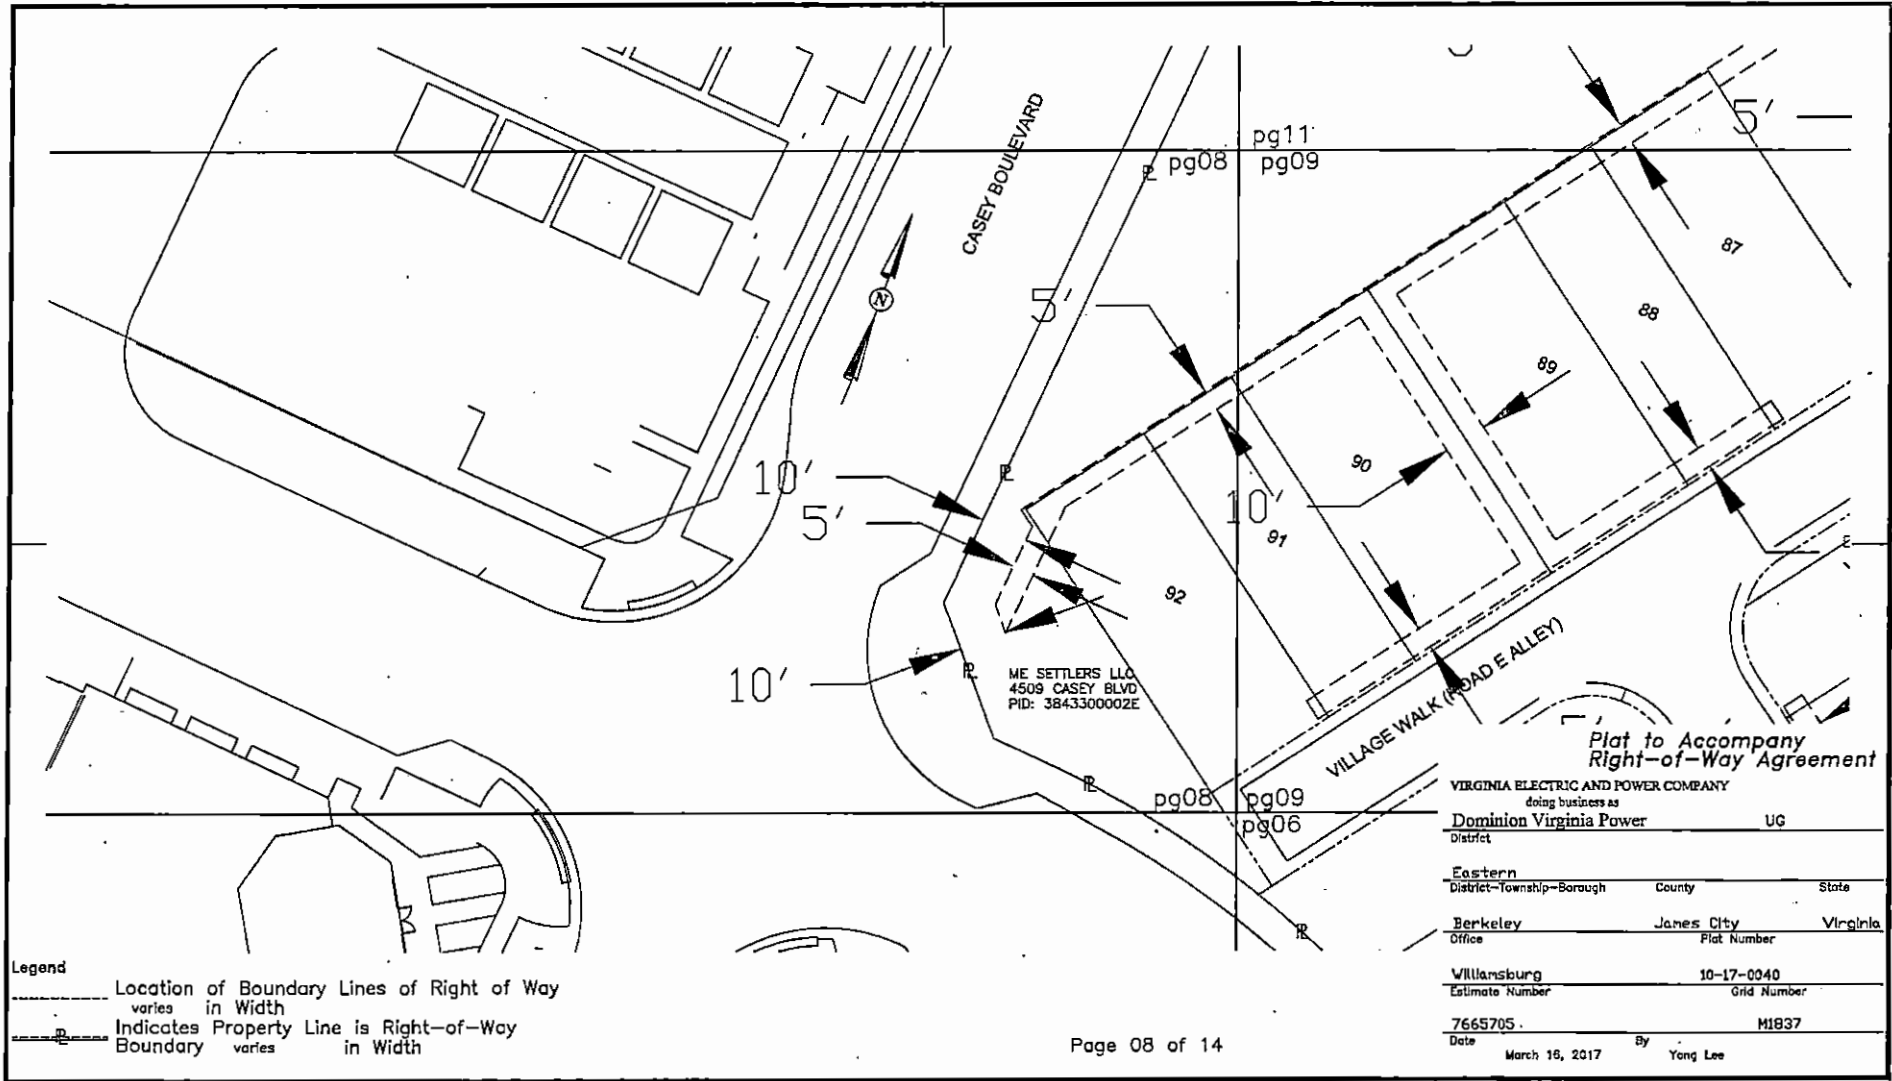 pg11
pg08 pg09
CASEY BOULEVARD
N
5'
5'
87
88
89
90
91
92
10'
5'
10'
10'
P̲L
P̲L
P̲L
P̲L
P̲L
ME SETTLERS LLC
4509 CASEY BLVD
PID: 3843300002E
VILLAGE WALK (ROAD E ALLEY)
pg08 pg09
pg06
Plat to Accompany
Right-of-Way Agreement
VIRGINIA ELECTRIC AND POWER COMPANY
doing business as
Dominion Virginia Power UG
District
Eastern
District-Township-Borough County State
Berkeley James City Virginia
Office Plat Number
Williamsburg 10-17-0040
Estimate Number Grid Number
7665705 M1837
Date By
March 16, 2017 Yong Lee
Legend
Location of Boundary Lines of Right of Way
varies in Width
Indicates Property Line is Right-of-Way
Boundary varies in Width
Page 08 of 14